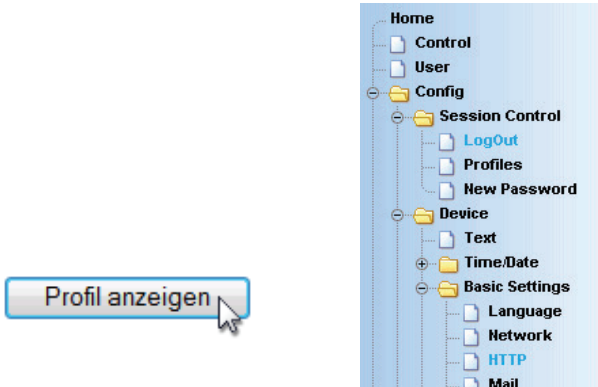 Home
Control
User
Config
Session Control
LogOut
Profiles
New Password
Device
Text
Time/Date
Basic Settings
Language
Network
HTTP
Mail
Profil anzeigen